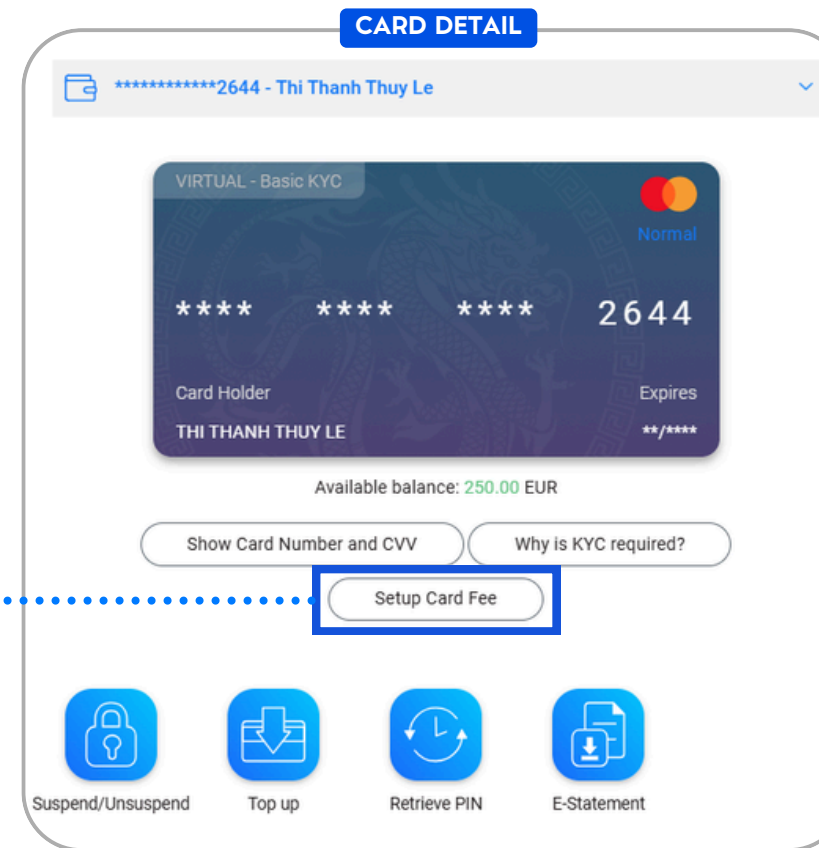 CARD DETAIL
************2644 - Thi Thanh Thuy Le
VIRTUAL - Basic KYC
Normal
**** **** **** 2644
Card Holder Expires
THI THANH THUY LE **/****
Available balance: 250.00 EUR
Show Card Number and CVV Why is KYC required?
Setup Card Fee
Suspend/Unsuspend Top up Retrieve PIN E-Statement